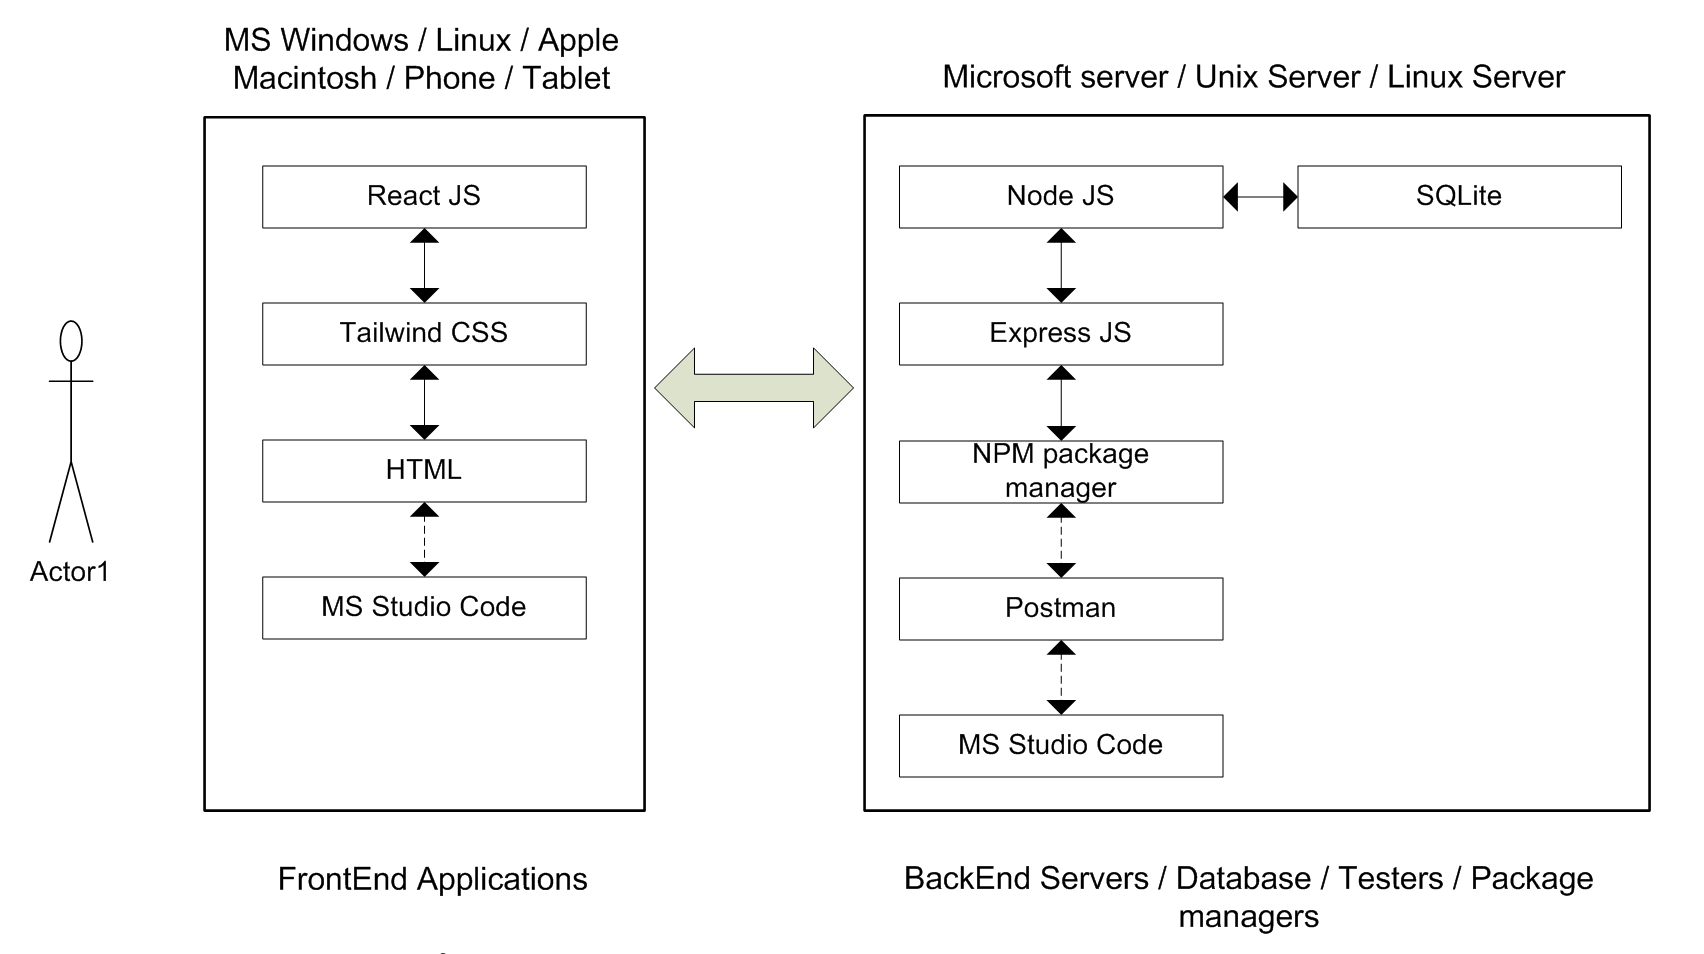 MS Windows / Linux / Apple
Macintosh / Phone / Tablet
Microsoft server / Unix Server / Linux Server
React JS
Tailwind CSS
HTML
MS Studio Code
Node JS
SQLite
Express JS
NPM package
manager
Postman
MS Studio Code
Actor1
FrontEnd Applications
BackEnd Servers / Database / Testers / Package
managers